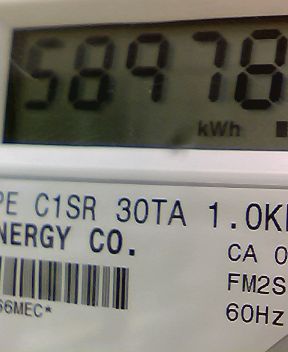 58978
kWh
PE C1SR 30TA 1.0K
NERGY CO.
CA 0
FM2S
66MEC*
60Hz